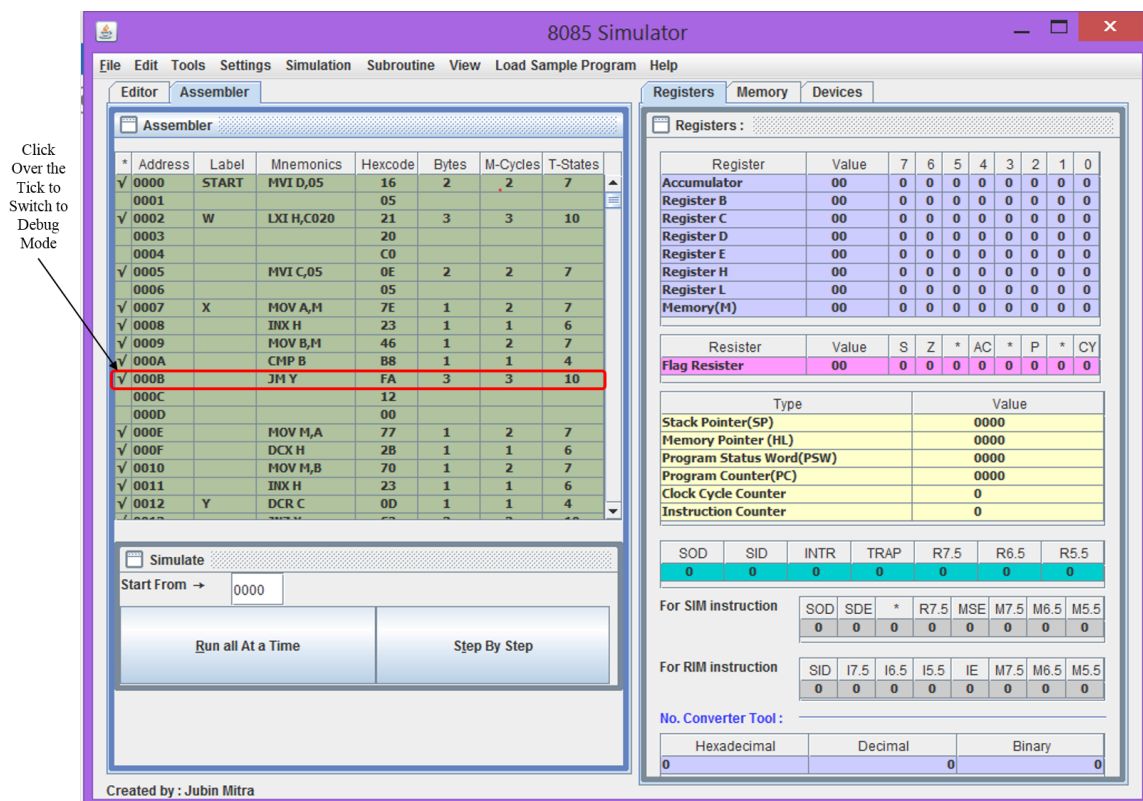 8085 Simulator
File Edit Tools Settings Simulation Subroutine View Load Sample Program Help
Editor Assembler
Assembler
* Address Label Mnemonics Hexcode Bytes M-Cycles T-States
√ 0000 START MVI D,05 16 2 2 7
0001 05
√ 0002 W LXI H,C020 21 3 3 10
0003 20
0004 C0
√ 0005 MVI C,05 0E 2 2 7
0006 05
√ 0007 X MOV A,M 7E 1 2 7
√ 0008 INX H 23 1 1 6
√ 0009 MOV B,M 46 1 2 7
√ 000A CMP B B8 1 1 4
√ 000B JM Y FA 3 3 10
000C 12
000D 00
√ 000E MOV M,A 77 1 2 7
√ 000F DCX H 2B 1 1 6
√ 0010 MOV M,B 70 1 2 7
√ 0011 INX H 23 1 1 6
√ 0012 Y DCR C 0D 1 1 4
Click
Over the
Tick to
Switch to
Debug
Mode
Simulate
Start From → 0000
Run all At a Time Step By Step
Created by : Jubin Mitra
Registers Memory Devices
Registers :
Register Value 7 6 5 4 3 2 1 0
Accumulator 00 0 0 0 0 0 0 0 0
Register B 00 0 0 0 0 0 0 0 0
Register C 00 0 0 0 0 0 0 0 0
Register D 00 0 0 0 0 0 0 0 0
Register E 00 0 0 0 0 0 0 0 0
Register H 00 0 0 0 0 0 0 0 0
Register L 00 0 0 0 0 0 0 0 0
Memory(M) 00 0 0 0 0 0 0 0 0
Resister Value S Z * AC * P * CY
Flag Resister 00 0 0 0 0 0 0 0 0
Type Value
Stack Pointer(SP) 0000
Memory Pointer (HL) 0000
Program Status Word(PSW) 0000
Program Counter(PC) 0000
Clock Cycle Counter 0
Instruction Counter 0
SOD SID INTR TRAP R7.5 R6.5 R5.5
0 0 0 0 0 0 0
For SIM instruction SOD SDE * R7.5 MSE M7.5 M6.5 M5.5
0 0 0 0 0 0 0 0
For RIM instruction SID I7.5 I6.5 I5.5 IE M7.5 M6.5 M5.5
0 0 0 0 0 0 0 0
No. Converter Tool :
Hexadecimal Decimal Binary
0 0 0